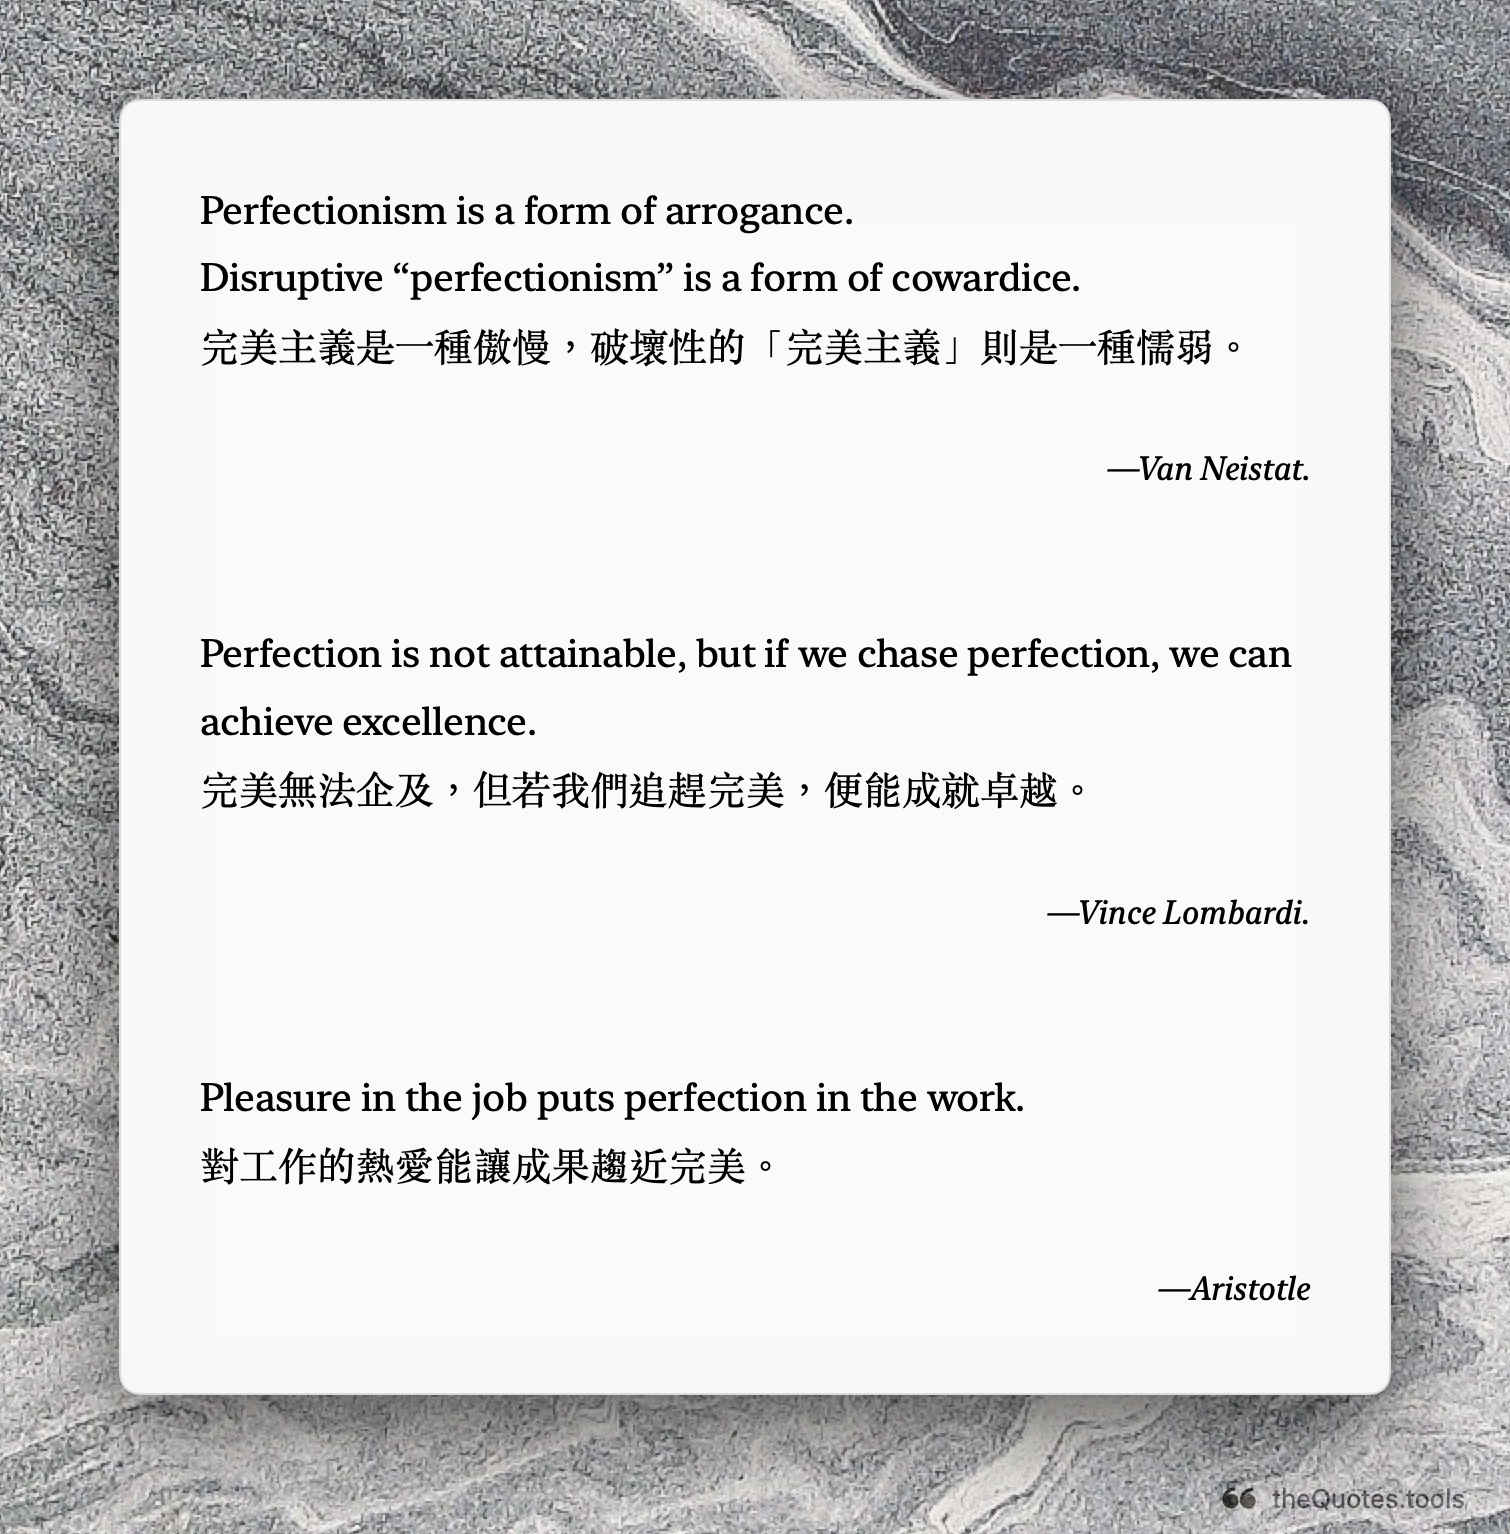 Perfectionism is a form of arrogance.
Disruptive “perfectionism” is a form of cowardice.
完美主義是一種傲慢，破壞性的「完美主義」則是一種懦弱。
—Van Neistat.
Perfection is not attainable, but if we chase perfection, we can
achieve excellence.
完美無法企及，但若我們追趕完美，便能成就卓越。
—Vince Lombardi.
Pleasure in the job puts perfection in the work.
對工作的熱愛能讓成果趨近完美。
—Aristotle
theQuotes.tools